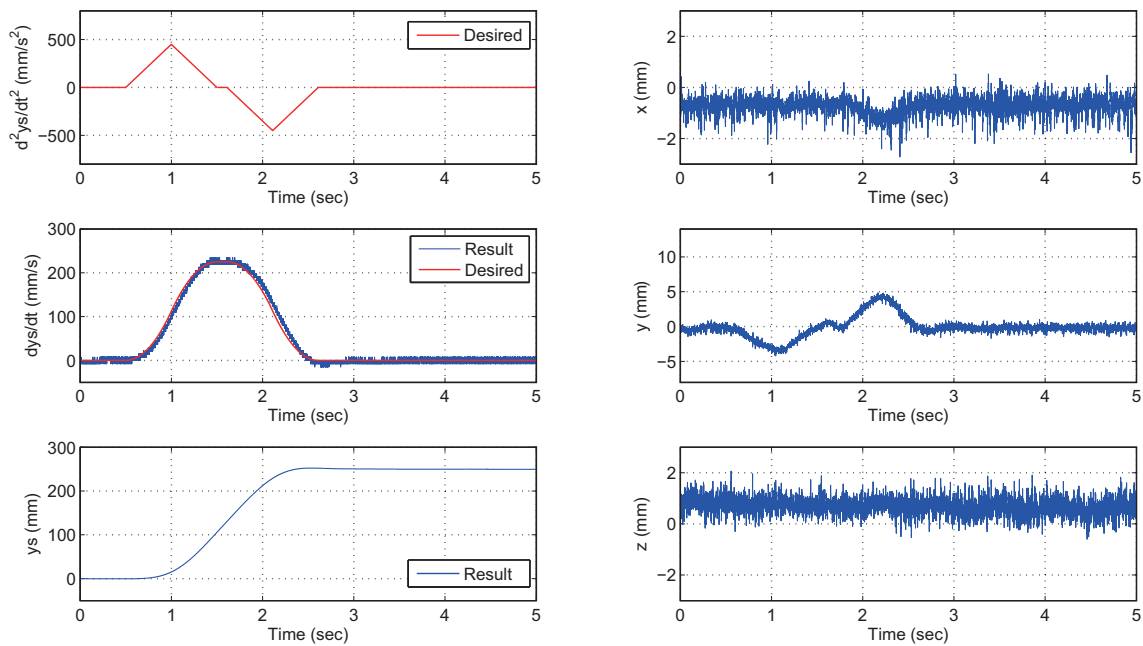 d²ys/dt² (mm/s²)
500
0
−500
Desired
0 1 2 3 4 5
Time (sec)
dys/dt (mm/s)
300
200
100
0
Result
Desired
0 1 2 3 4 5
Time (sec)
ys (mm)
300
200
100
0
Result
0 1 2 3 4 5
Time (sec)
x (mm)
2
0
−2
0 1 2 3 4 5
Time (sec)
y (mm)
10
5
0
−5
0 1 2 3 4 5
Time (sec)
z (mm)
2
0
−2
0 1 2 3 4 5
Time (sec)